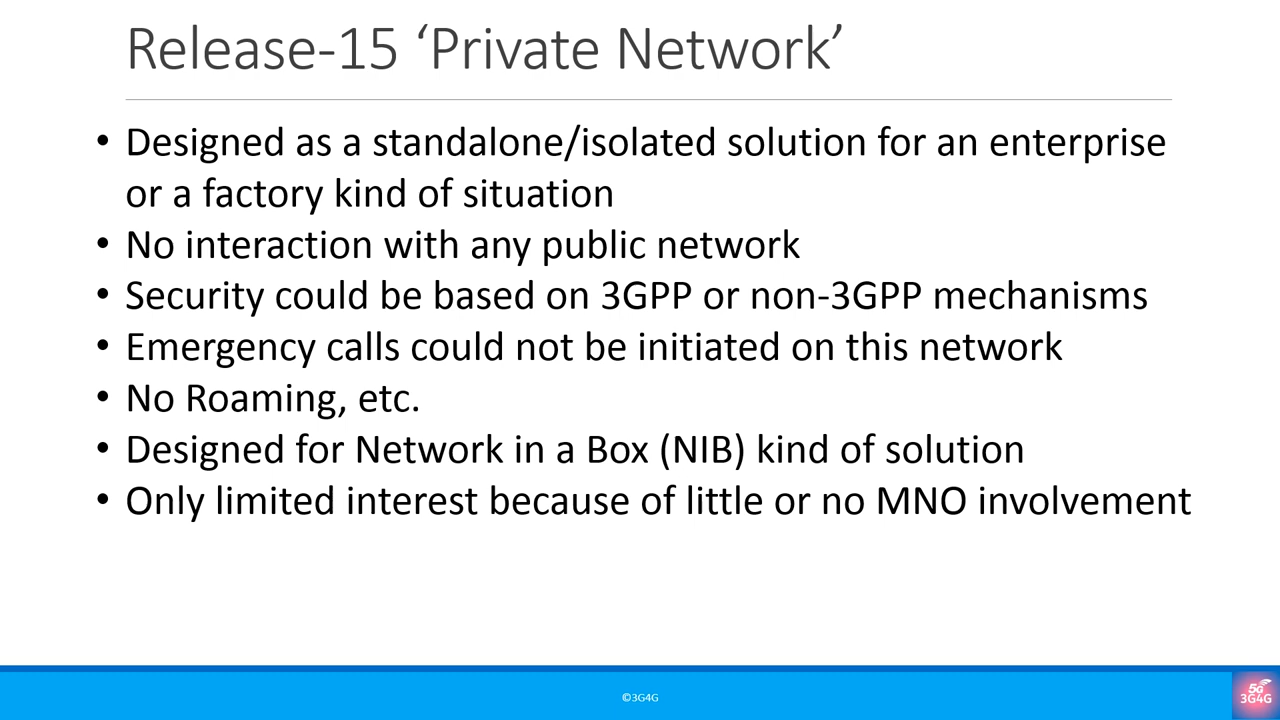 Release-15 ‘Private Network’
• Designed as a standalone/isolated solution for an enterprise
or a factory kind of situation
• No interaction with any public network
• Security could be based on 3GPP or non-3GPP mechanisms
• Emergency calls could not be initiated on this network
• No Roaming, etc.
• Designed for Network in a Box (NIB) kind of solution
• Only limited interest because of little or no MNO involvement
©3G4G
5G
3G4G